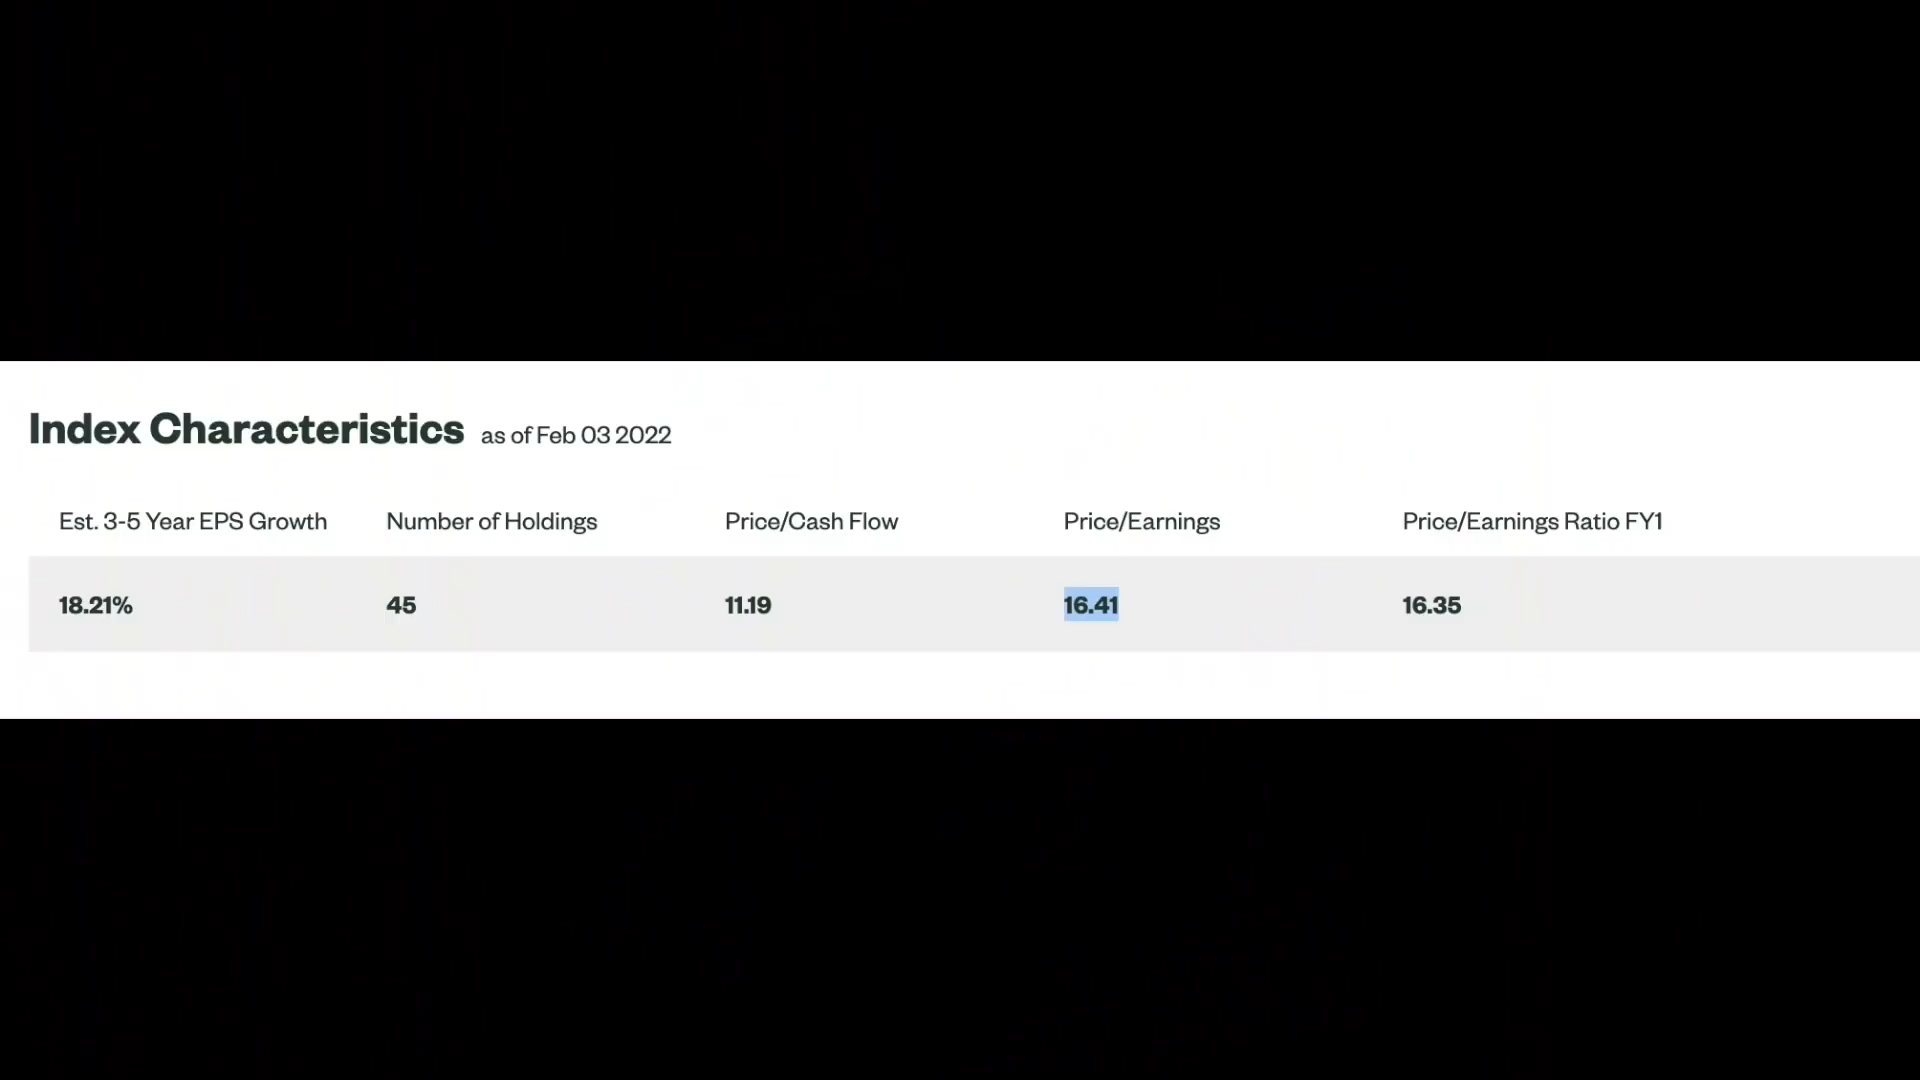 Index Characteristics as of Feb 03 2022
Est. 3-5 Year EPS Growth Number of Holdings Price/Cash Flow Price/Earnings Price/Earnings Ratio FY1
18.21% 45 11.19 16.41 16.35